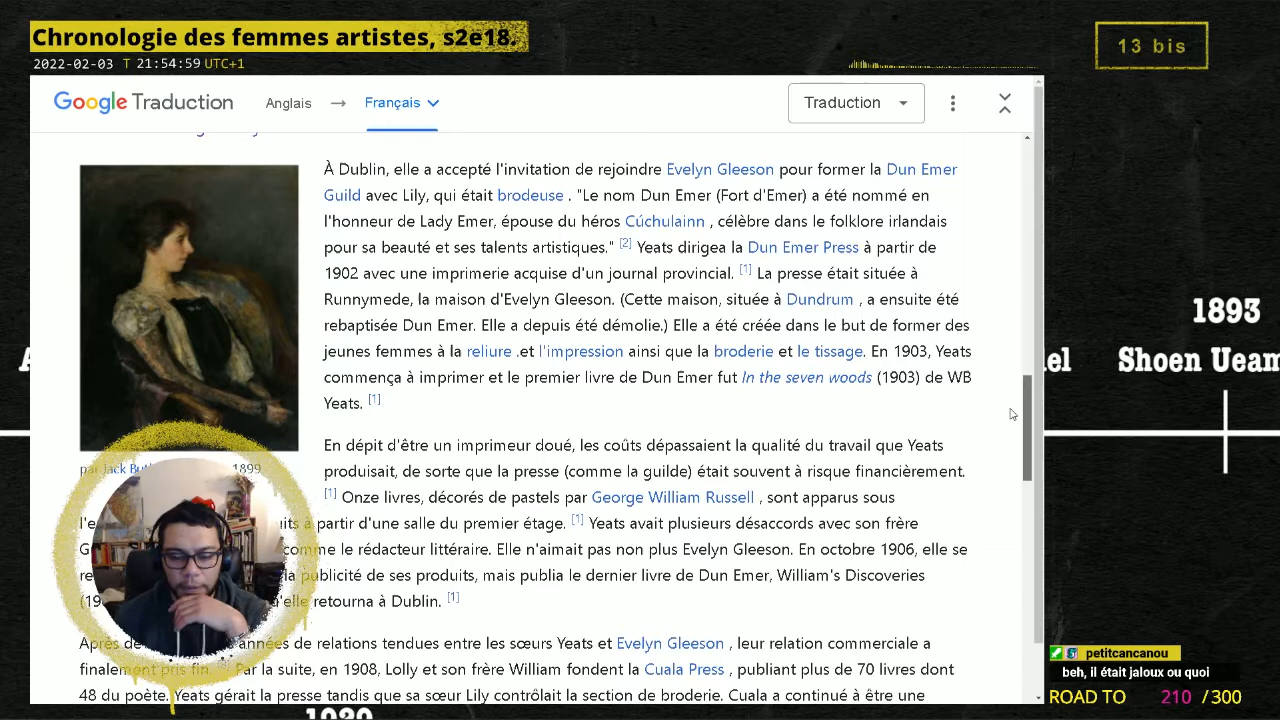 Chronologie des femmes artistes, s2e18.
2022-02-03 T 21:54:59 UTC+1
13 bis
Google Traduction Anglais → Français Traduction
À Dublin, elle a accepté l'invitation de rejoindre Evelyn Gleeson pour former la Dun Emer
Guild avec Lily, qui était brodeuse . "Le nom Dun Emer (Fort d'Emer) a été nommé en
l'honneur de Lady Emer, épouse du héros Cúchulainn , célèbre dans le folklore irlandais
pour sa beauté et ses talents artistiques." [2] Yeats dirigea la Dun Emer Press à partir de
1902 avec une imprimerie acquise d'un journal provincial. [1] La presse était située à
Runnymede, la maison d'Evelyn Gleeson. (Cette maison, située à Dundrum , a ensuite été
rebaptisée Dun Emer. Elle a depuis été démolie.) Elle a été créée dans le but de former des
jeunes femmes à la reliure .et l'impression ainsi que la broderie et le tissage. En 1903, Yeats
commença à imprimer et le premier livre de Dun Emer fut In the seven woods (1903) de WB
Yeats. [1]
En dépit d'être un imprimeur doué, les coûts dépassaient la qualité du travail que Yeats
produisait, de sorte que la presse (comme la guilde) était souvent à risque financièrement.
[1] Onze livres, décorés de pastels par George William Russell , sont apparus sous
à partir d'une salle du premier étage. [1] Yeats avait plusieurs désaccords avec son frère
comme le rédacteur littéraire. Elle n'aimait pas non plus Evelyn Gleeson. En octobre 1906, elle se
la publicité de ses produits, mais publia le dernier livre de Dun Emer, William's Discoveries
retourna à Dublin. [1]
Après années de relations tendues entre les sœurs Yeats et Evelyn Gleeson , leur relation commerciale a
finalement pris fin. Par la suite, en 1908, Lolly et son frère William fondent la Cuala Press , publiant plus de 70 livres dont
48 du poète. Yeats gérait la presse tandis que sa sœur Lily contrôlait la section de broderie. Cuala a continué à être une
par Jack 1899
1893
Shoen Ueam
petitcancanou
beh, il était jaloux ou quoi
ROAD TO 210 /300